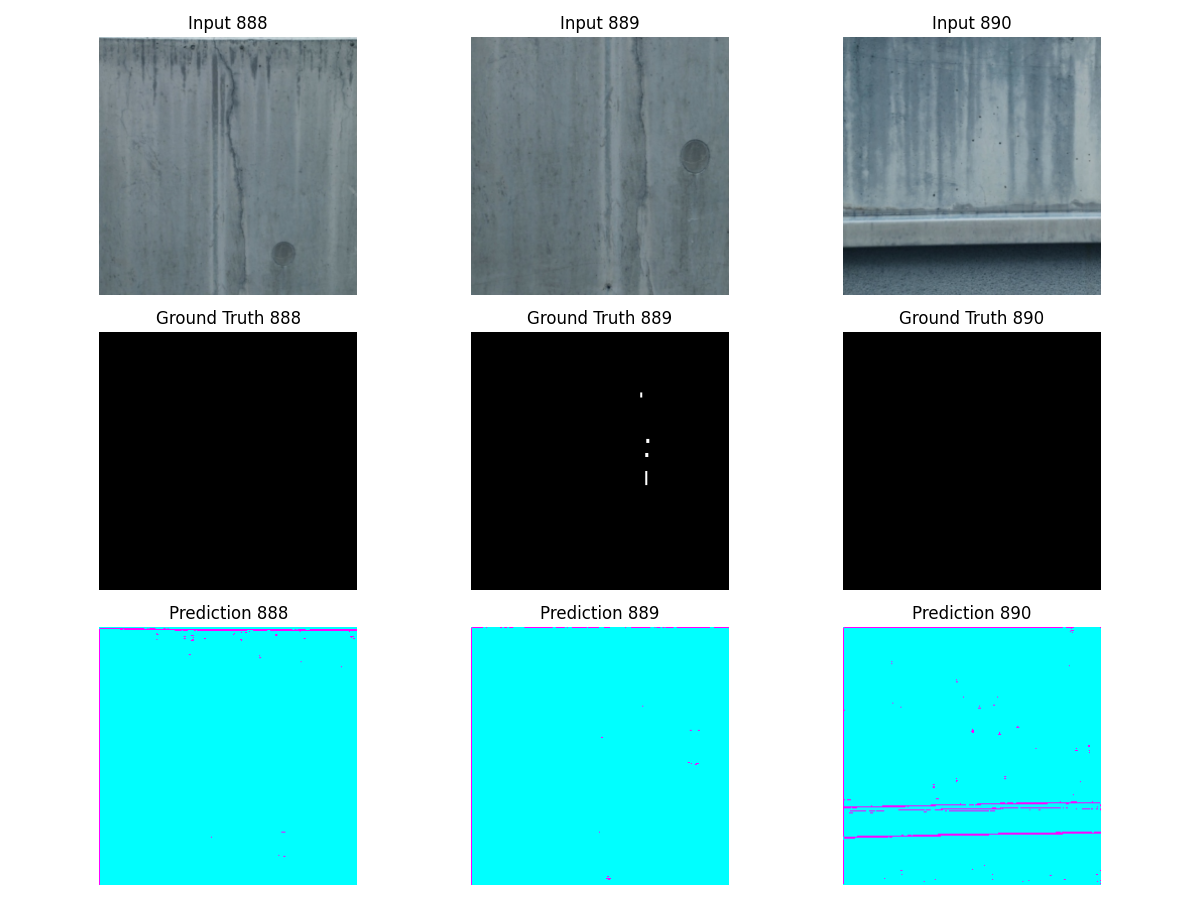 Input 888
Input 889
Input 890
Ground Truth 888
Ground Truth 889
Ground Truth 890
Prediction 888
Prediction 889
Prediction 890